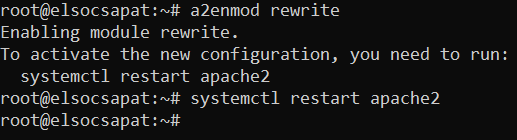 root@elsocsapat:~# a2enmod rewrite
Enabling module rewrite.
To activate the new configuration, you need to run:
  systemctl restart apache2
root@elsocsapat:~# systemctl restart apache2
root@elsocsapat:~#